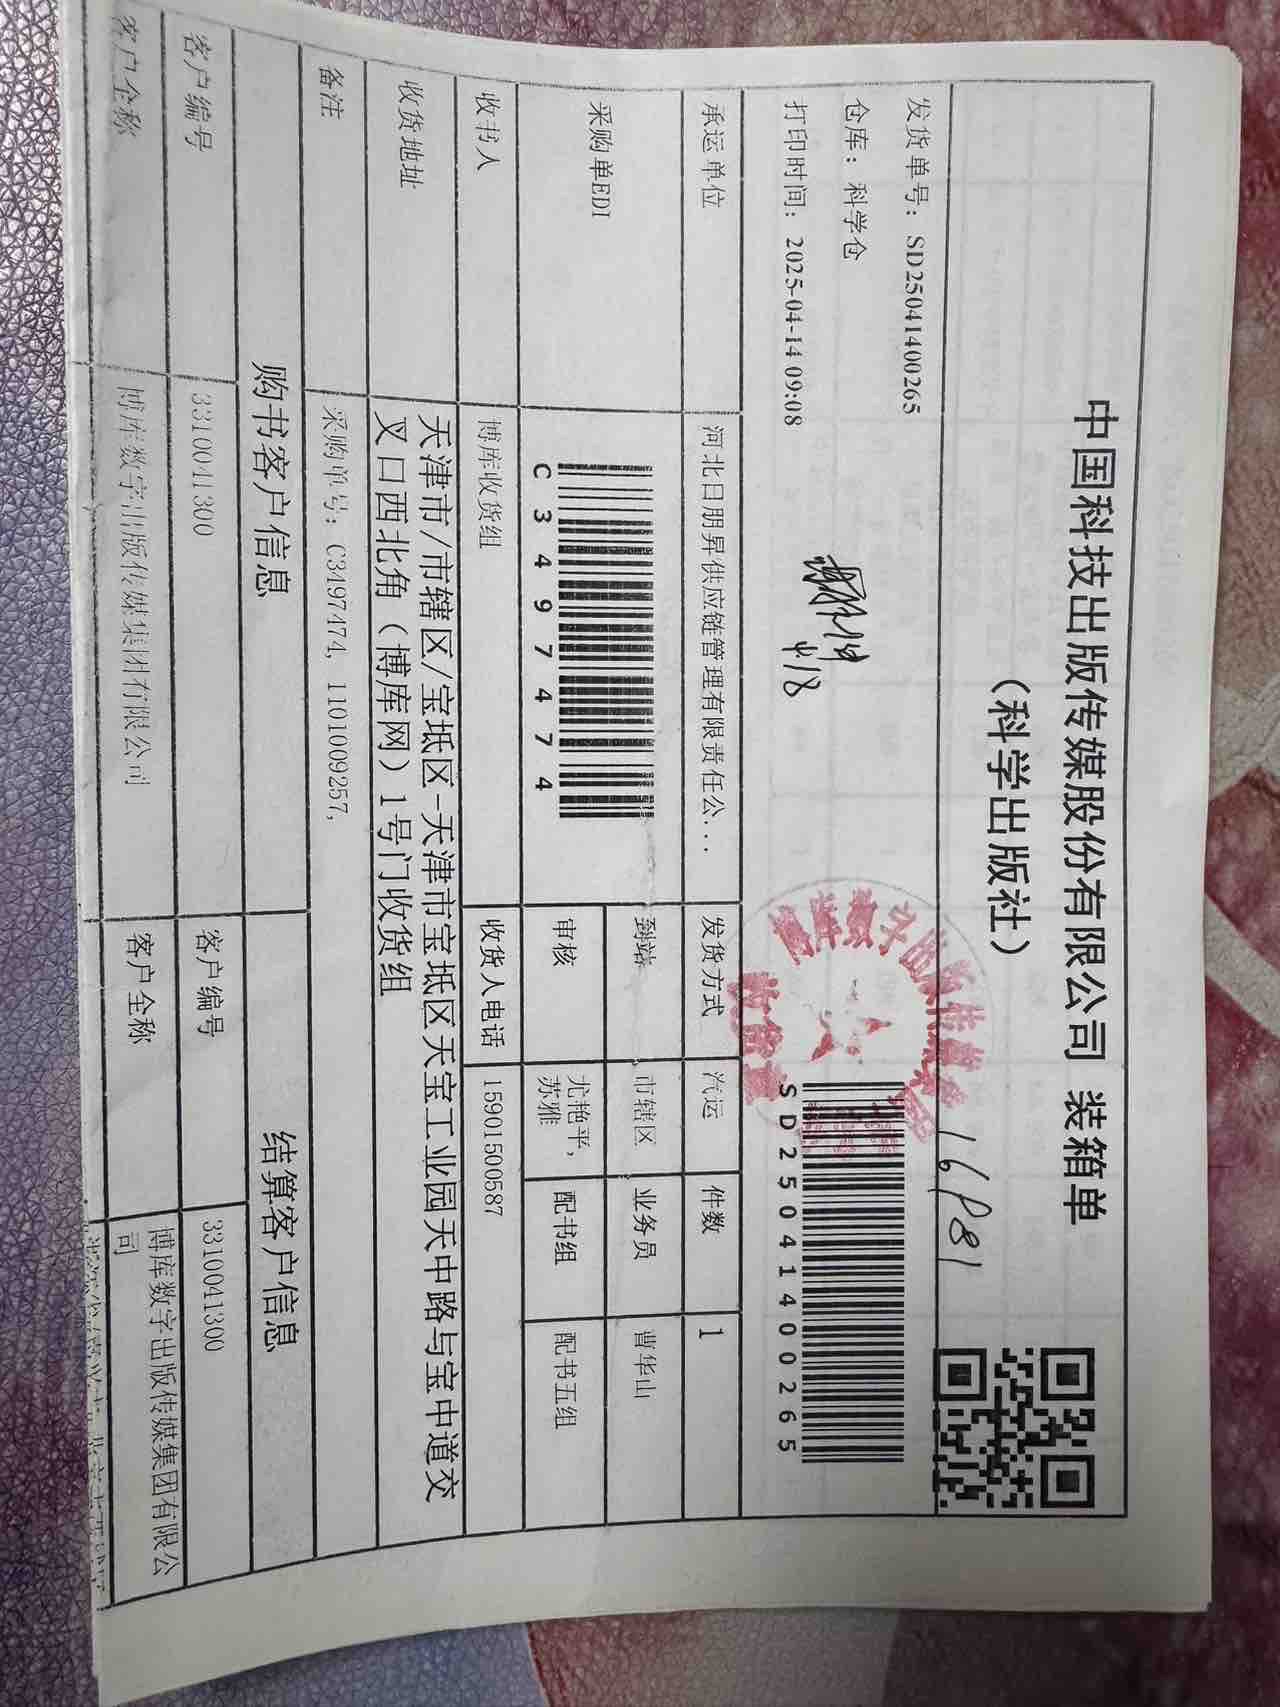 中国科技出版传媒股份有限公司 装箱单
（科学出版社）
16P81
发货单号：SD2504140265
仓库：科学仓
打印时间：2025-04-14 09:08
4/18
SD2504140265
承运单位 河北日朋昇供应链管理有限责任公... 发货方式 汽运 件数 1
采购单EDI C3497474 到站 市辖区 业务员 曹华山
审核 尤艳平，苏雅 配书组 配书五组
收书人 博库收货组 收货人电话 15901500587
收货地址 天津市/市辖区/宝坻区-天津市宝坻区天宝工业园天中路与宝中道交
叉口西北角（博库网）1号门收货组
备注 采购单号：C3497474，1101009257，
购书客户信息 结算客户信息
客户编号 3310041300 客户编号 3310041300
客户全称 博库数字出版传媒集团有限公司 客户全称 博库数字出版传媒集团有限公
司